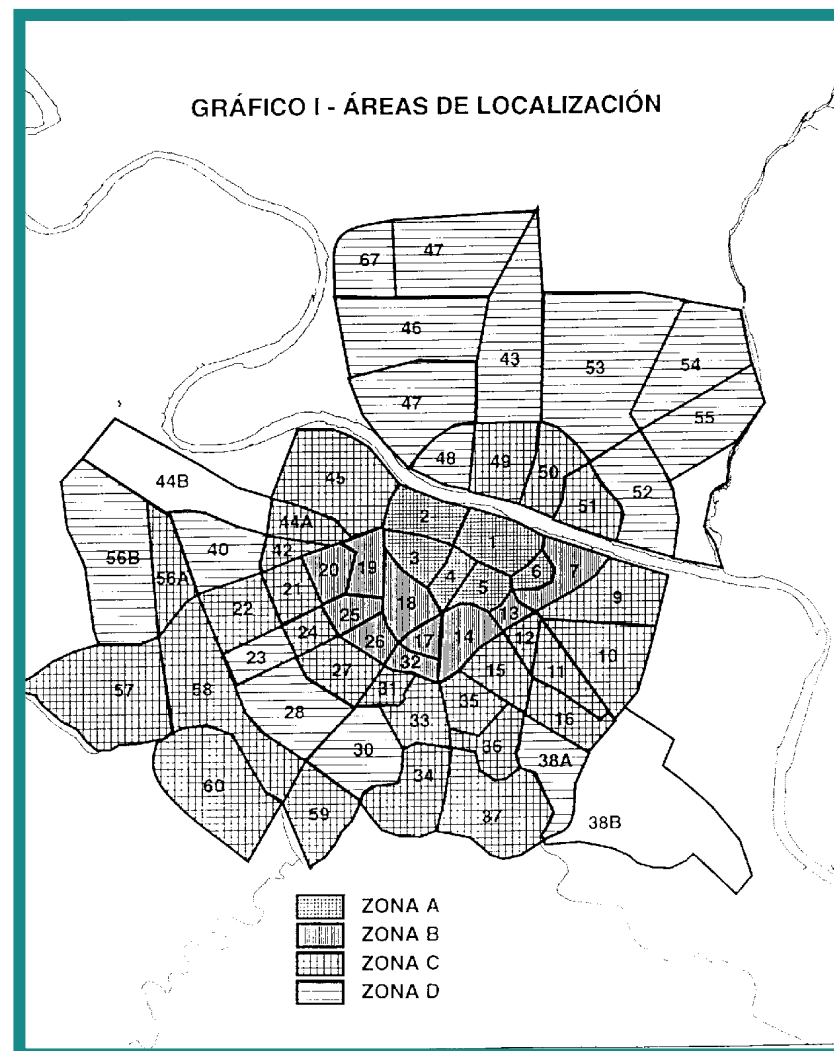 GRÁFICO I - ÁREAS DE LOCALIZACIÓN
67 47
46
43 53 54
47
55
48 49 50
45 51 52
44B
2
44A 1
56B 40 42 3
56A 20 19 4 5 6 7
21 9
22 25 18 13
24 26 17 14 12 10
23 32 15 11
27 31
57 58 28 33 35 16
30 36 38A
60 34
59 37 38B
ZONA A
ZONA B
ZONA C
ZONA D